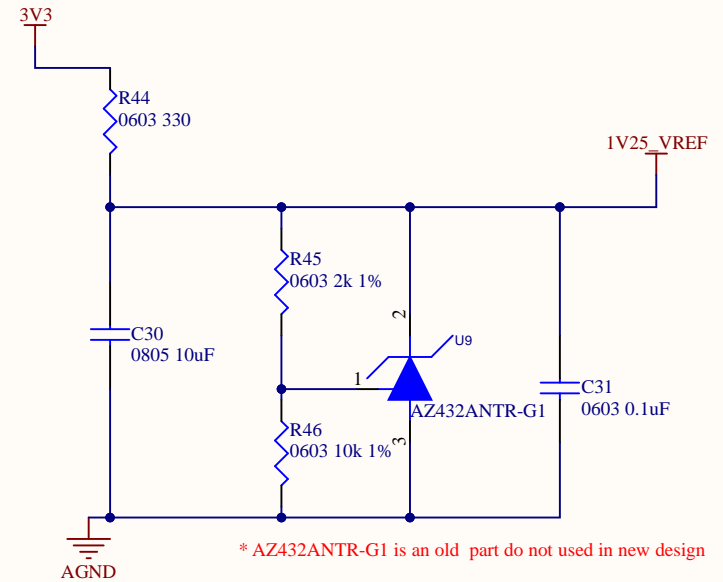 3V3
R44
0603 330
1V25_VREF
R45
0603 2k 1%
2
U9
C30
0805 10uF
1
C31
0603 0.1uF
AZ432ANTR-G1
R46
0603 10k 1%
3
* AZ432ANTR-G1 is an old part do not used in new design
AGND